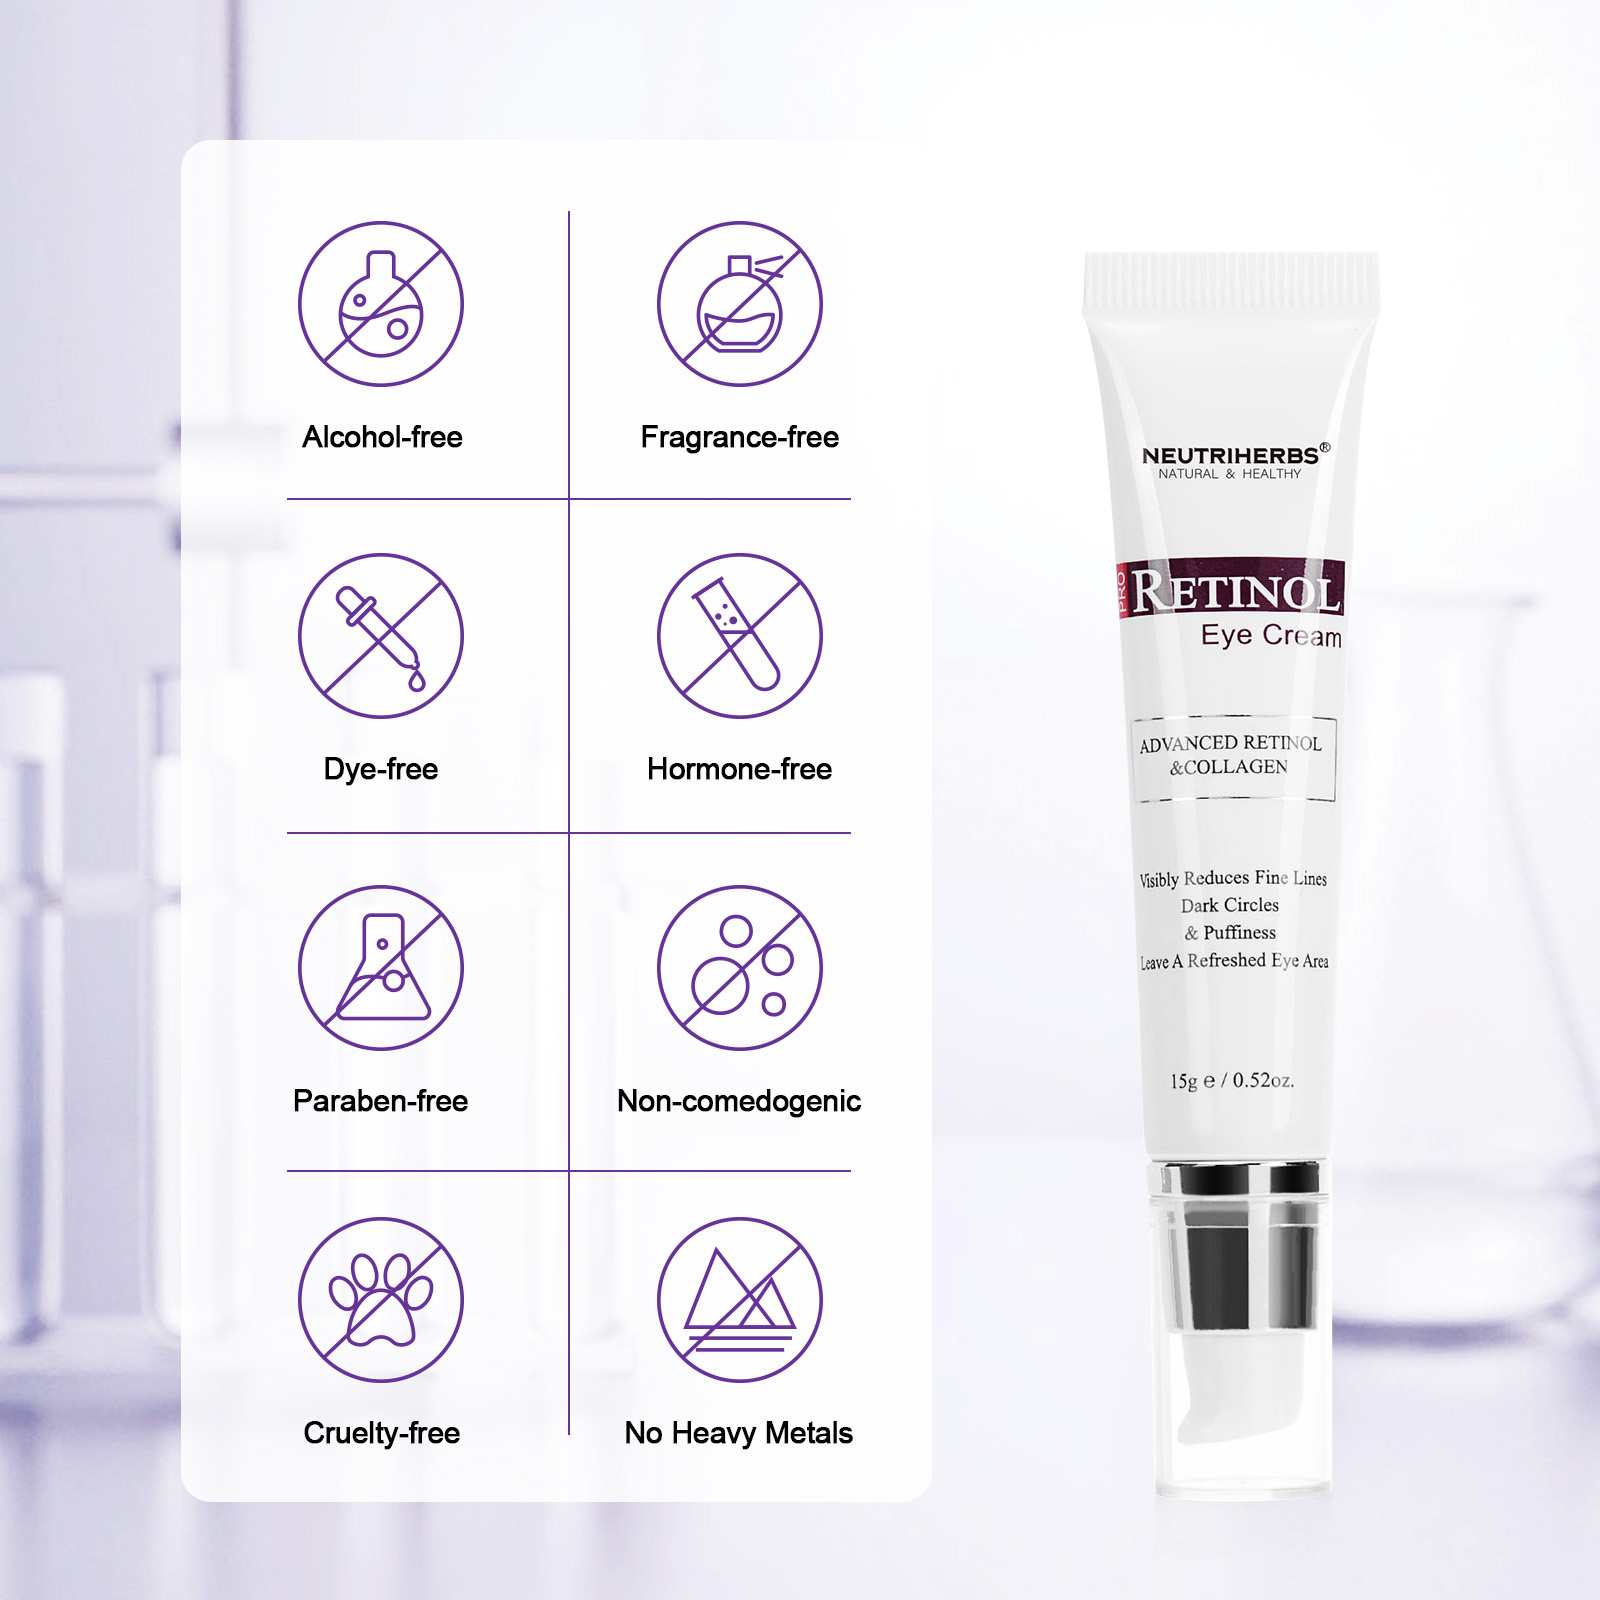 Alcohol-free
Fragrance-free
Dye-free
Hormone-free
Paraben-free
Non-comedogenic
Cruelty-free
No Heavy Metals
NEUTRIHERBS®
NATURAL & HEALTHY
PRO
RETINOL
Eye Cream
ADVANCED RETINOL
&COLLAGEN
Visibly Reduces Fine Lines
Dark Circles
& Puffiness
Leave A Refreshed Eye Area
15g ℮ / 0.52oz.